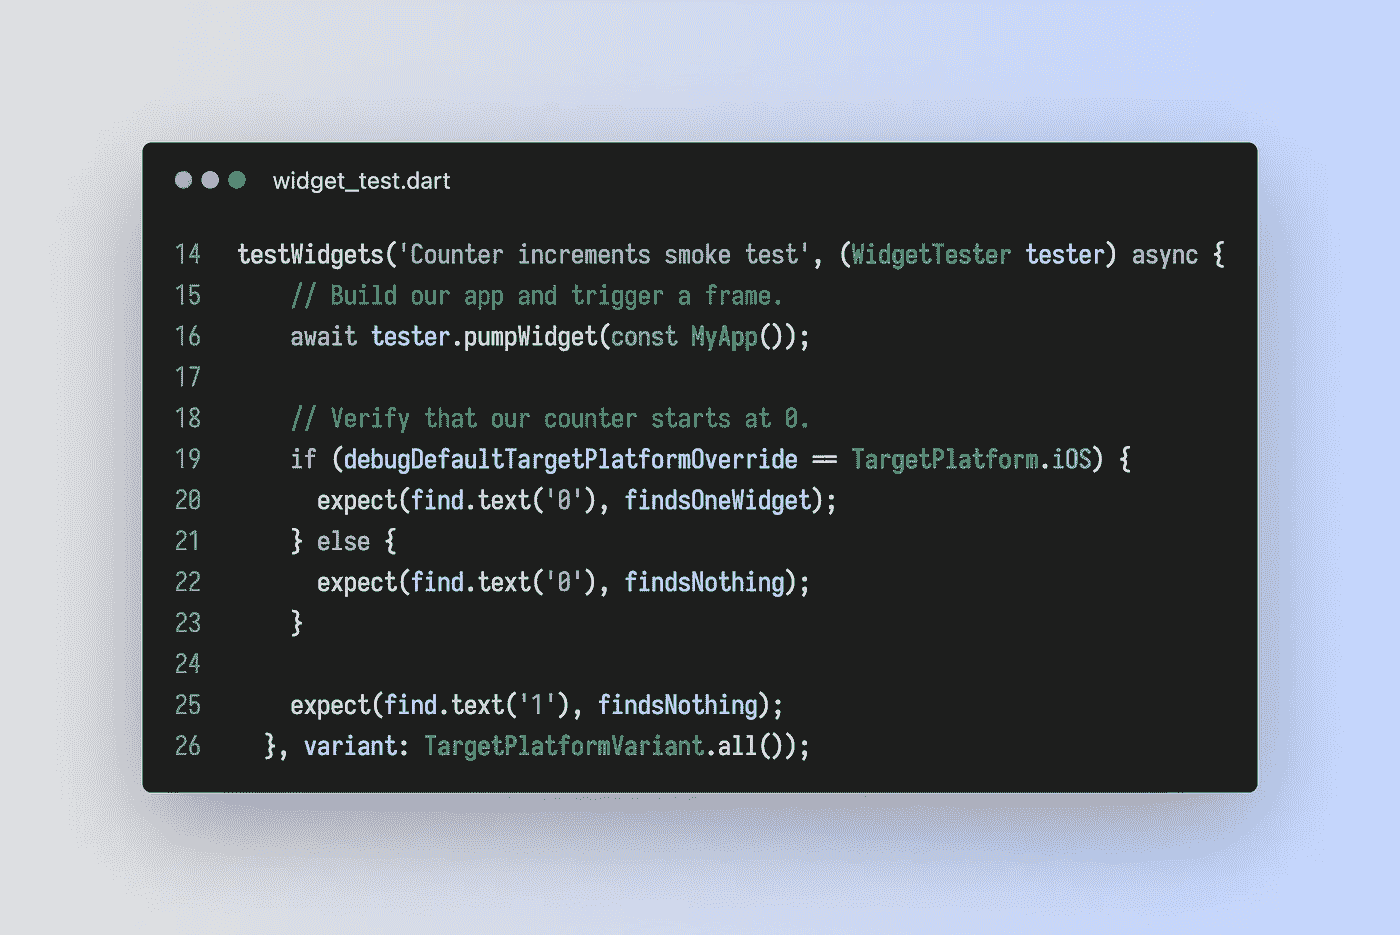 widget_test.dart
14 testWidgets('Counter increments smoke test', (WidgetTester tester) async {
15 // Build our app and trigger a frame.
16 await tester.pumpWidget(const MyApp());
17
18 // Verify that our counter starts at 0.
19 if (debugDefaultTargetPlatformOverride == TargetPlatform.iOS) {
20 expect(find.text('0'), findsOneWidget);
21 } else {
22 expect(find.text('0'), findsNothing);
23 }
24
25 expect(find.text('1'), findsNothing);
26 }, variant: TargetPlatformVariant.all());